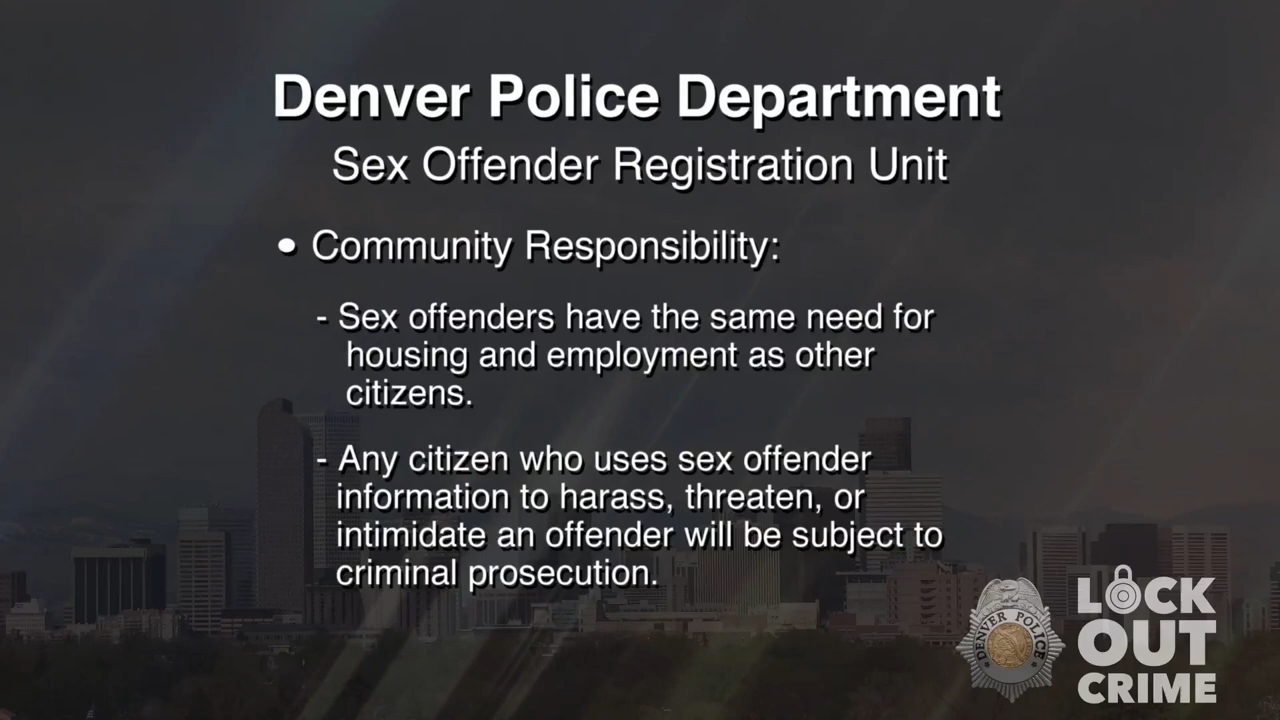 Denver Police Department
Sex Offender Registration Unit
• Community Responsibility:
- Sex offenders have the same need for
housing and employment as other
citizens.
- Any citizen who uses sex offender
information to harass, threaten, or
intimidate an offender will be subject to
criminal prosecution.
DENVER POLICE
LOCK
OUT
CRIME